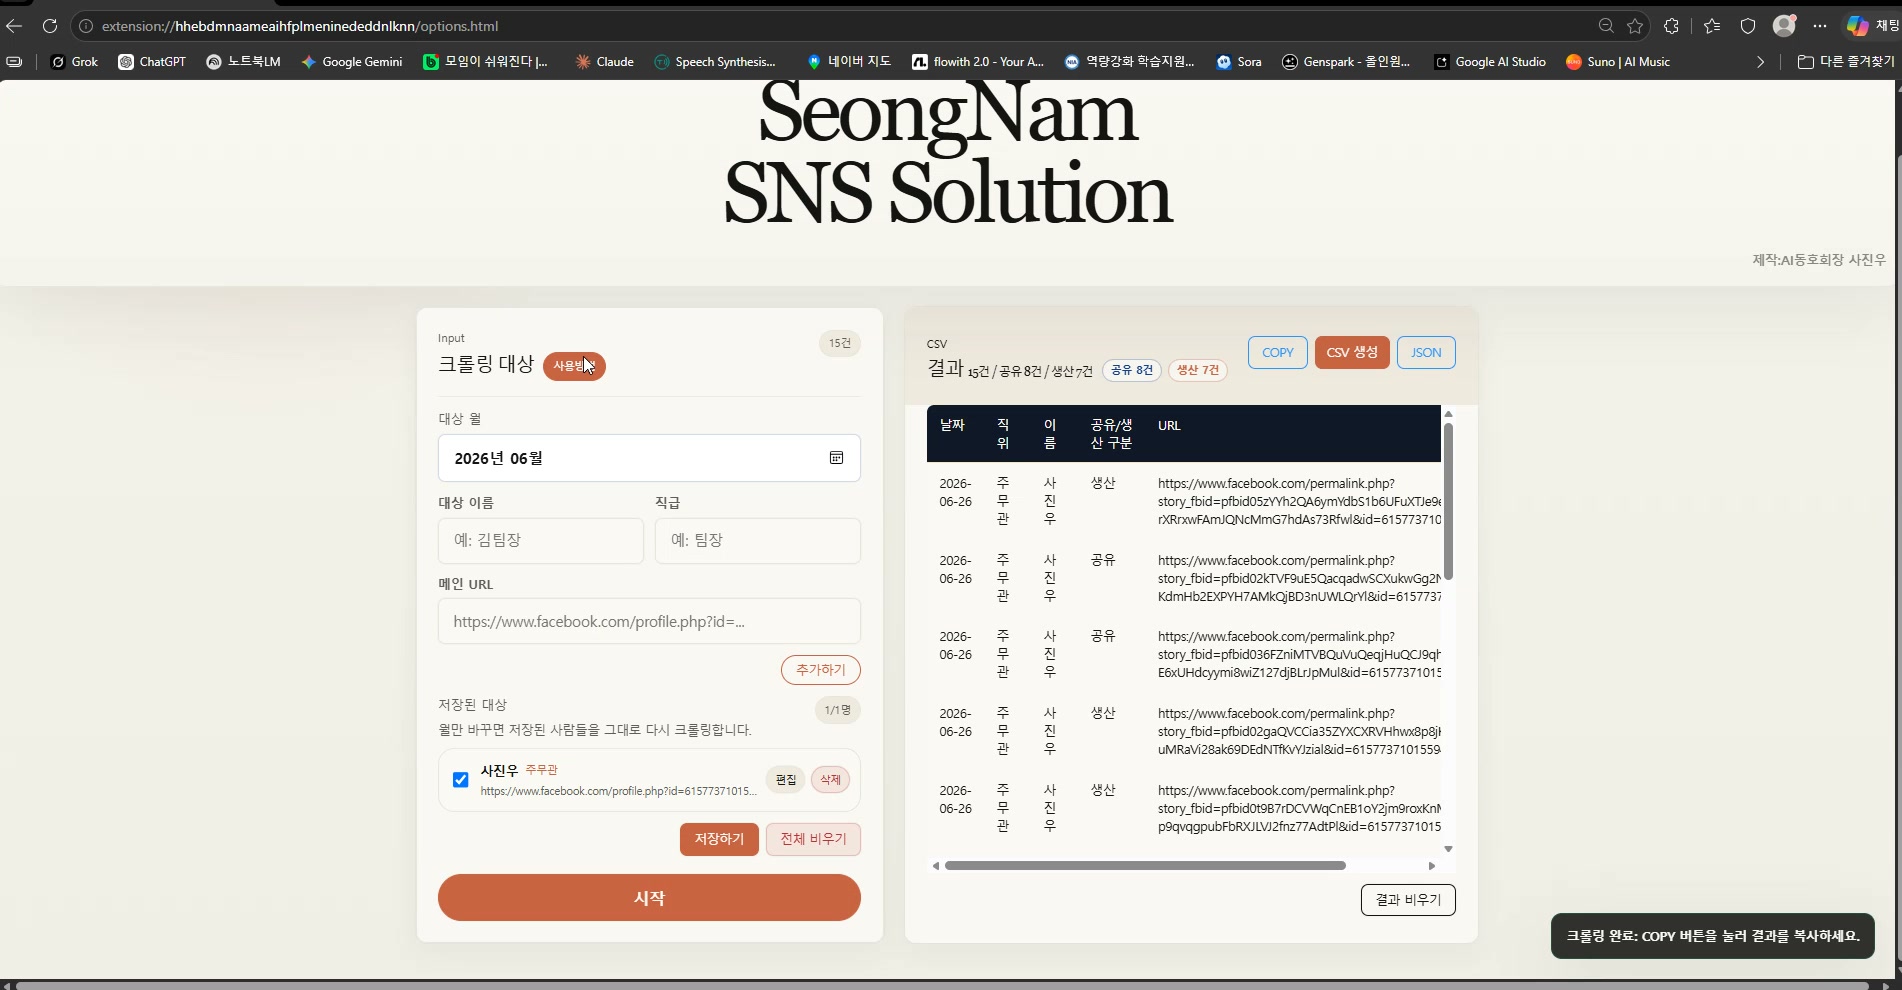 extension://hhebdmnaameaihfplmeninededdnlknn/options.html
채팅
Grok
ChatGPT
노트북LM
Google Gemini
모임이 쉬워진다 |...
Claude
Speech Synthesis...
네이버 지도
flowith 2.0 - Your A...
역량강화 학습지원...
Sora
Genspark - 올인원...
Google AI Studio
Suno | AI Music
다른 즐겨찾기
SeongNam
SNS Solution
제작:AI동호회장 사진우
Input
크롤링 대상
15건
대상 월
2026년 06월
대상 이름
직급
예: 김팀장
예: 팀장
메인 URL
https://www.facebook.com/profile.php?id=...
추가하기
저장된 대상
1/1명
월만 바꾸면 저장된 사람들을 그대로 다시 크롤링합니다.
사진우 주무관
https://www.facebook.com/profile.php?id=61577371015...
편집
삭제
저장하기
전체 비우기
시작
CSV
결과 15건 / 공유 8건 / 생산 7건
공유 8건
생산 7건
COPY
CSV 생성
JSON
날짜
직위
이름
공유/생산 구분
URL
2026-06-26
주무관
사진우
생산
https://www.facebook.com/permalink.php?
2026-06-26
주무관
사진우
공유
https://www.facebook.com/permalink.php?
2026-06-26
주무관
사진우
공유
https://www.facebook.com/permalink.php?
2026-06-26
주무관
사진우
생산
https://www.facebook.com/permalink.php?
2026-06-26
주무관
사진우
생산
https://www.facebook.com/permalink.php?
결과 비우기
크롤링 완료: COPY 버튼을 눌러 결과를 복사하세요.